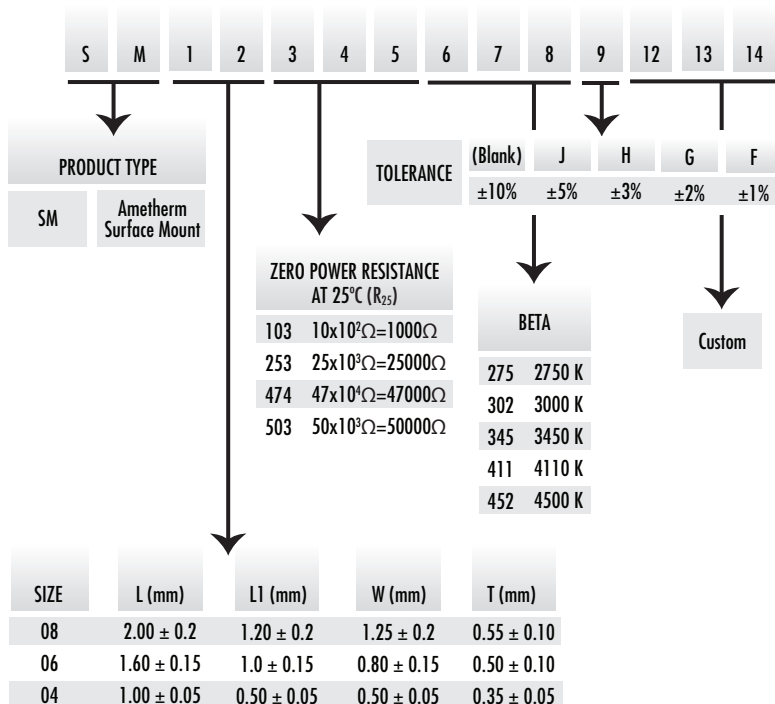 S M 1 2 3 4 5 6 7 8 9 12 13 14
PRODUCT TYPE
SM Ametherm Surface Mount
TOLERANCE (Blank) J H G F
±10% ±5% ±3% ±2% ±1%
ZERO POWER RESISTANCE
AT 25ºC (R₂₅)
103 10x10²Ω=1000Ω
253 25x10³Ω=25000Ω
474 47x10⁴Ω=47000Ω
503 50x10³Ω=50000Ω
BETA
275 2750 K
302 3000 K
345 3450 K
411 4110 K
452 4500 K
Custom
SIZE L (mm) L1 (mm) W (mm) T (mm)
08 2.00 ± 0.2 1.20 ± 0.2 1.25 ± 0.2 0.55 ± 0.10
06 1.60 ± 0.15 1.0 ± 0.15 0.80 ± 0.15 0.50 ± 0.10
04 1.00 ± 0.05 0.50 ± 0.05 0.50 ± 0.05 0.35 ± 0.05